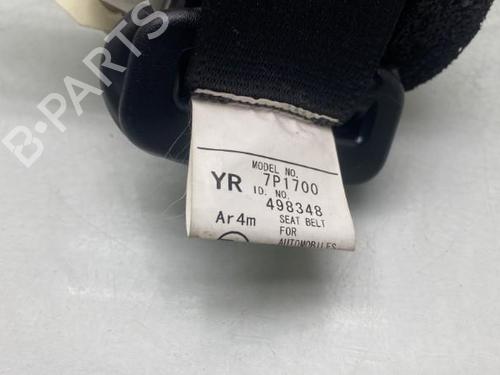 B-PARTS
MODEL NO.
YR 7P1700
ID. NO.
498348
Ar4m SEAT BELT
FOR
AUTOMOBILES